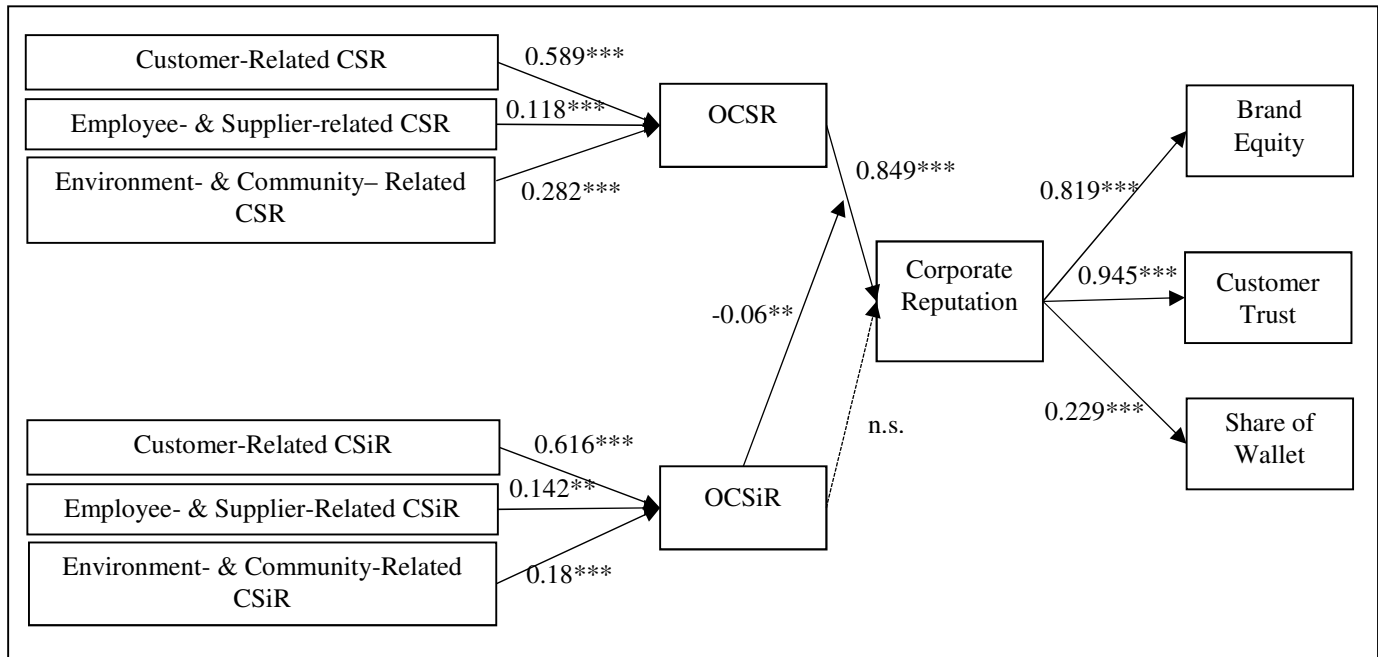 Customer-Related CSR
0.589***
Employee- & Supplier-related CSR
0.118***
Environment- & Community– Related
CSR
0.282***
OCSR
0.849***
-0.06**
Customer-Related CSiR
0.616***
Employee- & Supplier-Related CSiR
0.142**
Environment- & Community-Related
CSiR
0.18***
OCSiR
n.s.
Corporate
Reputation
0.819***
0.945***
0.229***
Brand
Equity
Customer
Trust
Share of
Wallet